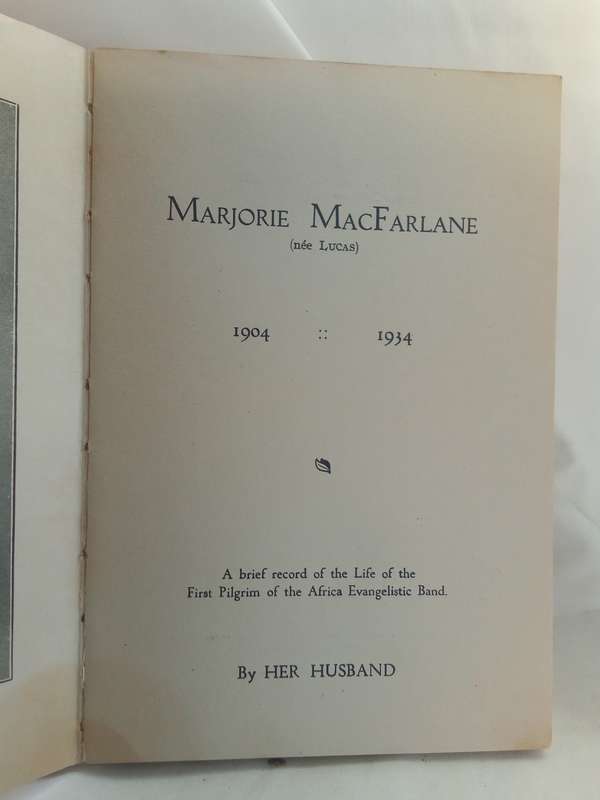 MARJORIE MACFARLANE
(née LUCAS)
1904 :: 1934
A brief record of the Life of the
First Pilgrim of the Africa Evangelistic Band.
By HER HUSBAND